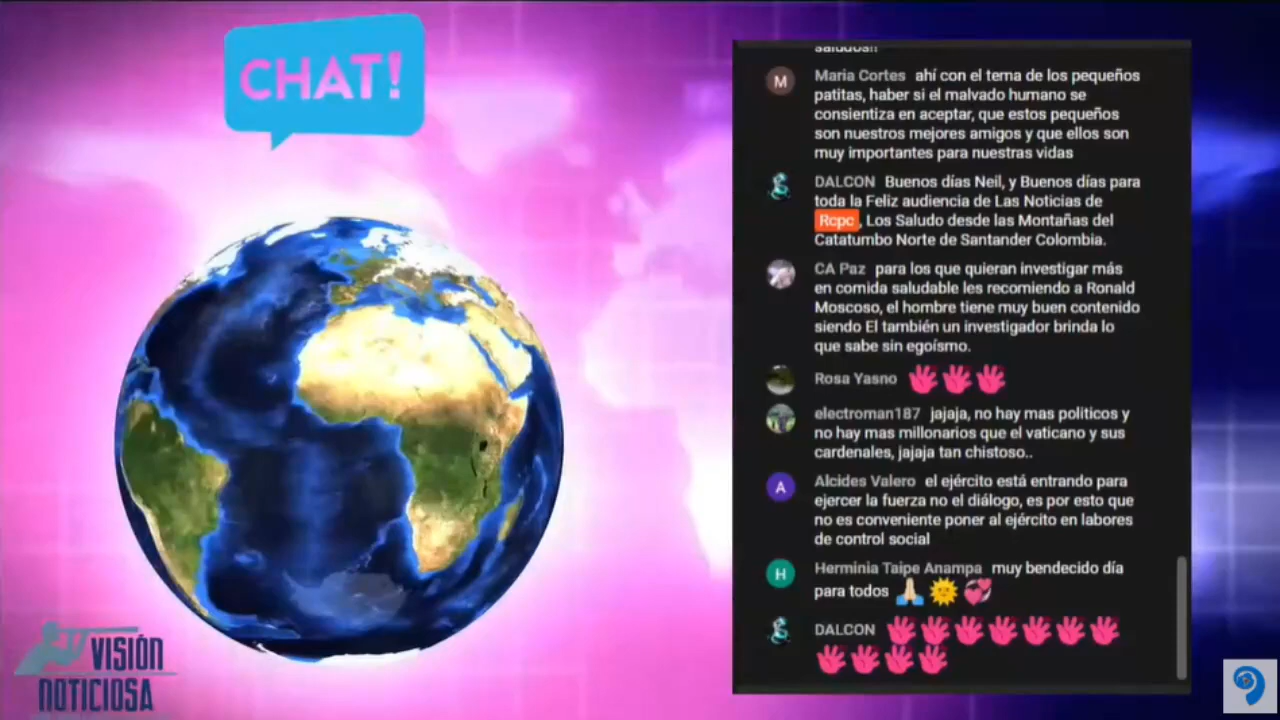 CHAT!
saludos!!
Maria Cortes ahí con el tema de los pequeños
patitas, haber si el malvado humano se
consientiza en aceptar, que estos pequeños
son nuestros mejores amigos y que ellos son
muy importantes para nuestras vidas
DALCON Buenos días Neil, y Buenos días para
toda la Feliz audiencia de Las Noticias de
Rcpc, Los Saludo desde las Montañas del
Catatumbo Norte de Santander Colombia.
CA Paz para los que quieran investigar más
en comida saludable les recomiendo a Ronald
Moscoso, el hombre tiene muy buen contenido
siendo El también un investigador brinda lo
que sabe sin egoísmo.
Rosa Yasno 👋👋👋
electroman187 jajaja, no hay mas politicos y
no hay mas millonarios que el vaticano y sus
cardenales, jajaja tan chistoso..
Alcides Valero el ejército está entrando para
ejercer la fuerza no el diálogo, es por esto que
no es conveniente poner al ejército en labores
de control social
Herminia Taipe Anampa muy bendecido día
para todos 🙏🌞💞
DALCON 👋👋👋👋👋👋👋
👋👋👋👋
M
A
H
VISIÓN
NOTICIOSA